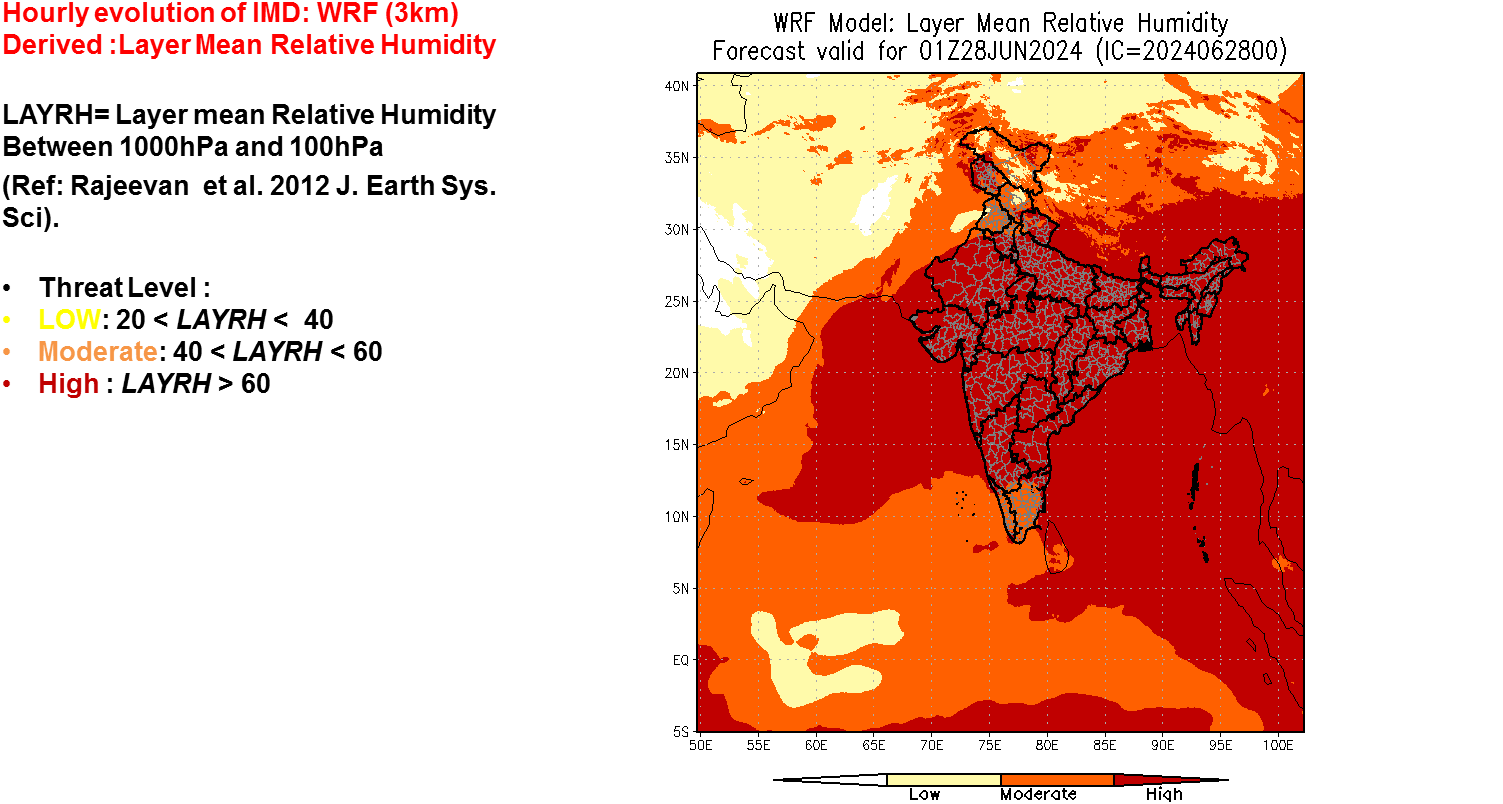 Hourly evolution of IMD: WRF (3km)
Derived :Layer Mean Relative Humidity
LAYRH= Layer mean Relative Humidity
Between 1000hPa and 100hPa
(Ref: Rajeevan et al. 2012 J. Earth Sys.
Sci).
• Threat Level :
• LOW: 20 < LAYRH < 40
• Moderate: 40 < LAYRH < 60
• High : LAYRH > 60
WRF Model: Layer Mean Relative Humidity
Forecast valid for 01Z28JUN2024 (IC=2024062800)
40N
35N
30N
25N
20N
15N
10N
5N
EQ
5S
50E 55E 60E 65E 70E 75E 80E 85E 90E 95E 100E
Low Moderate High